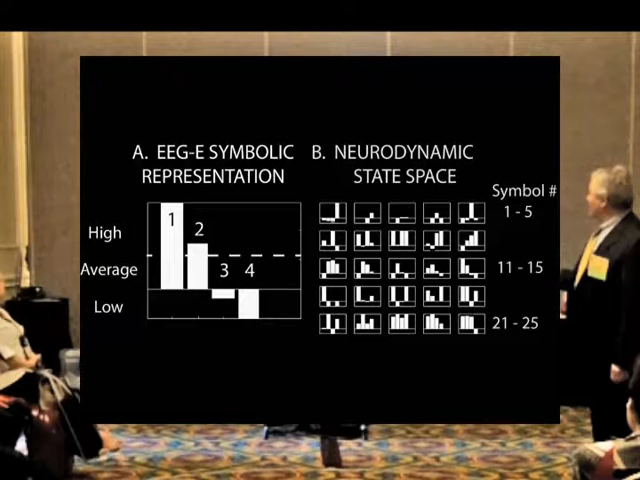 A. EEG-E SYMBOLIC
REPRESENTATION
B. NEURODYNAMIC
STATE SPACE
Symbol #
1 - 5
11 - 15
21 - 25
High
Average
Low
1
2
3
4